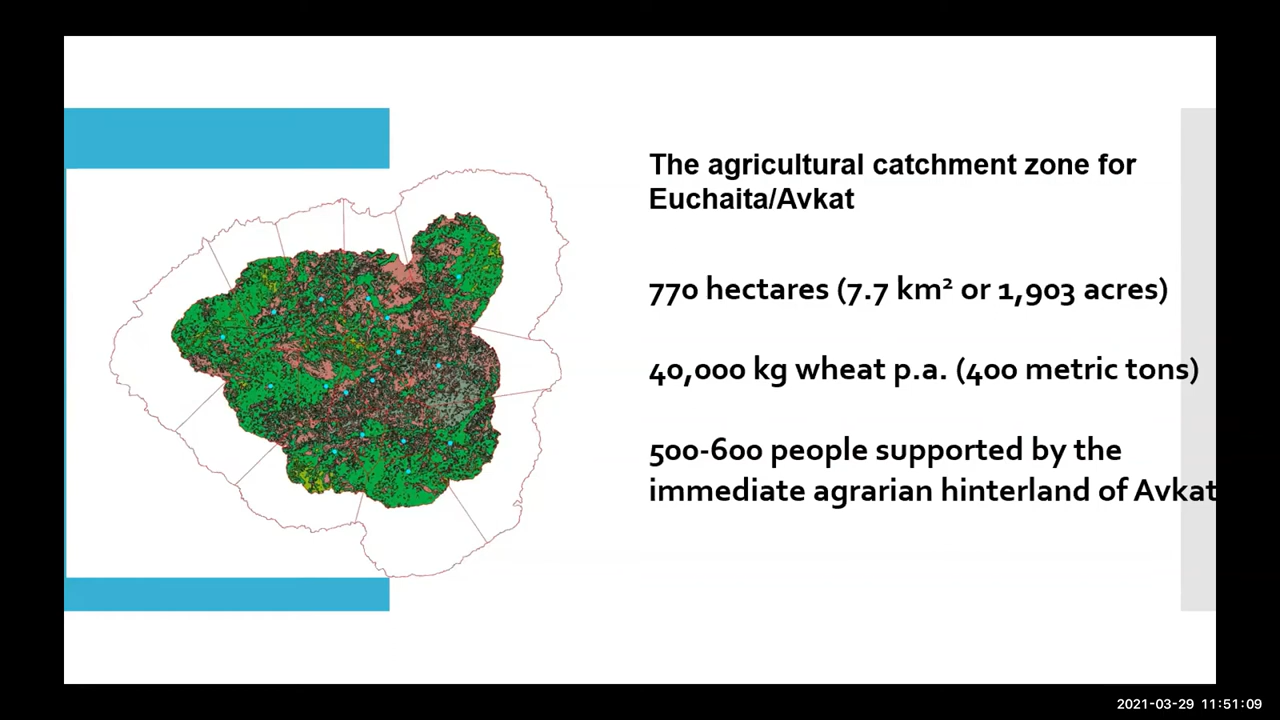 The agricultural catchment zone for
Euchaita/Avkat
770 hectares (7.7 km² or 1,903 acres)
40,000 kg wheat p.a. (400 metric tons)
500-600 people supported by the
immediate agrarian hinterland of Avkat
2021-03-29 11:51:09